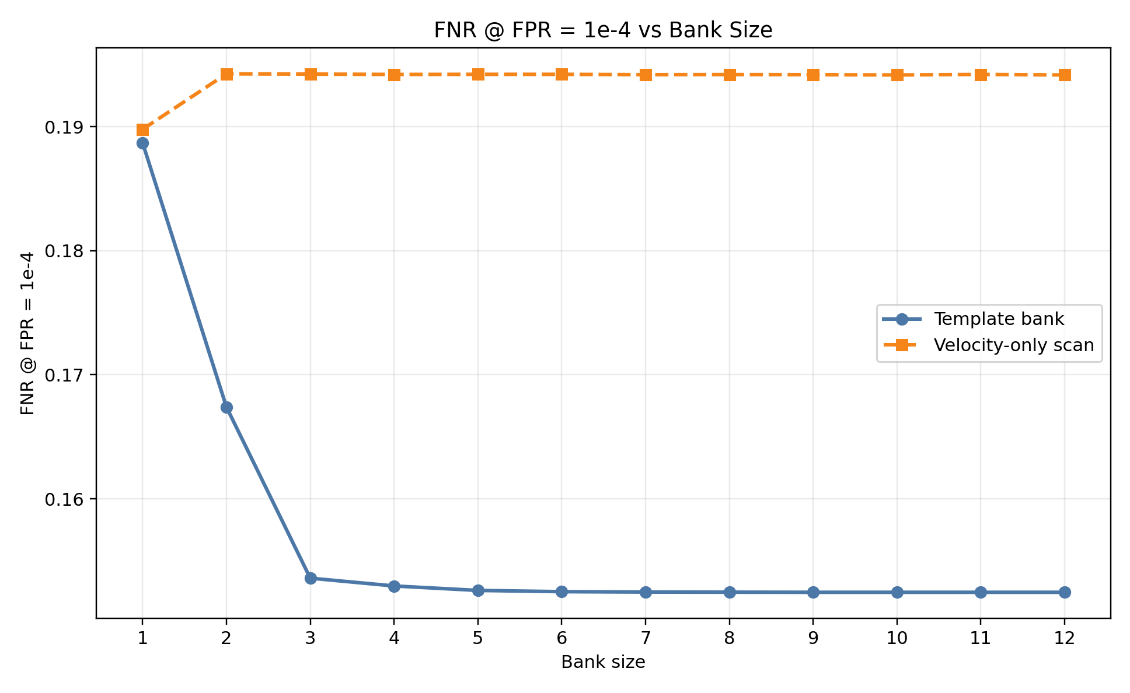 FNR @ FPR = 1e-4 vs Bank Size
FNR @ FPR = 1e-4
0.19
0.18
0.17
0.16
Template bank
Velocity-only scan
1 2 3 4 5 6 7 8 9 10 11 12
Bank size